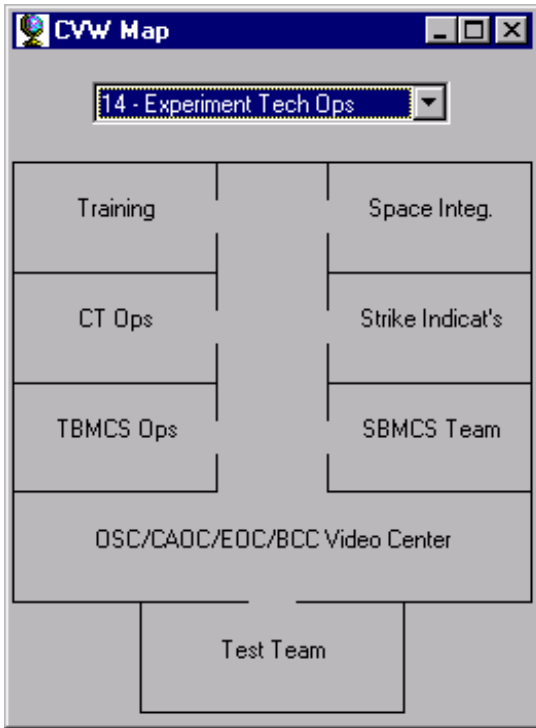 CVW Map
14 - Experiment Tech Ops
Training
Space Integ.
CT Ops
Strike Indicat's
TBMCS Ops
SBMCS Team
OSC/CAOC/EOC/BCC Video Center
Test Team